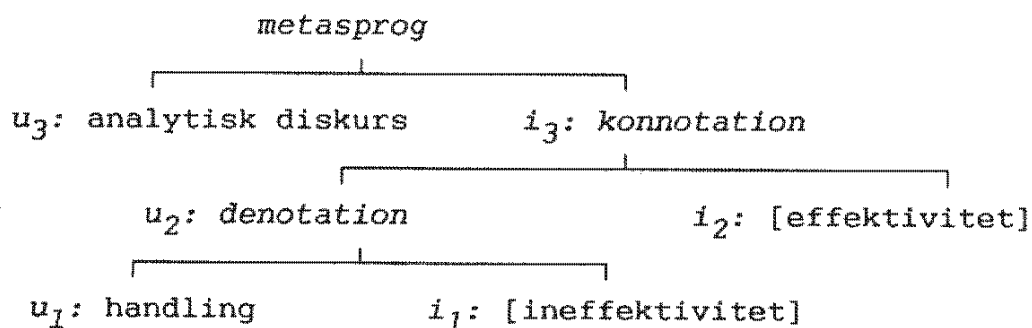 metasprog
u3: analytisk diskurs i3: konnotation
u2: denotation i2: [effektivitet]
u1: handling i1: [ineffektivitet]